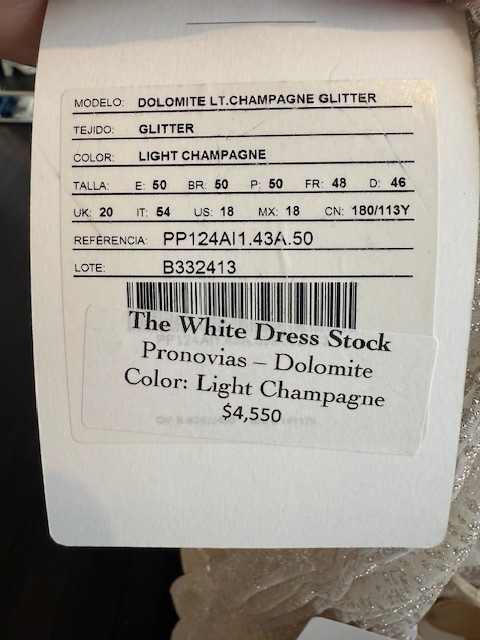 MODELO: DOLOMITE LT.CHAMPAGNE GLITTER
TEJIDO: GLITTER
COLOR: LIGHT CHAMPAGNE
TALLA: E: 50 BR: 50 P: 50 FR: 48 D: 46
UK: 20 IT: 54 US: 18 MX: 18 CN: 180/113Y
REFERENCIA: PP124AI1.43A.50
LOTE: B332413
The White Dress Stock
Pronovias – Dolomite
Color: Light Champagne
$4,550